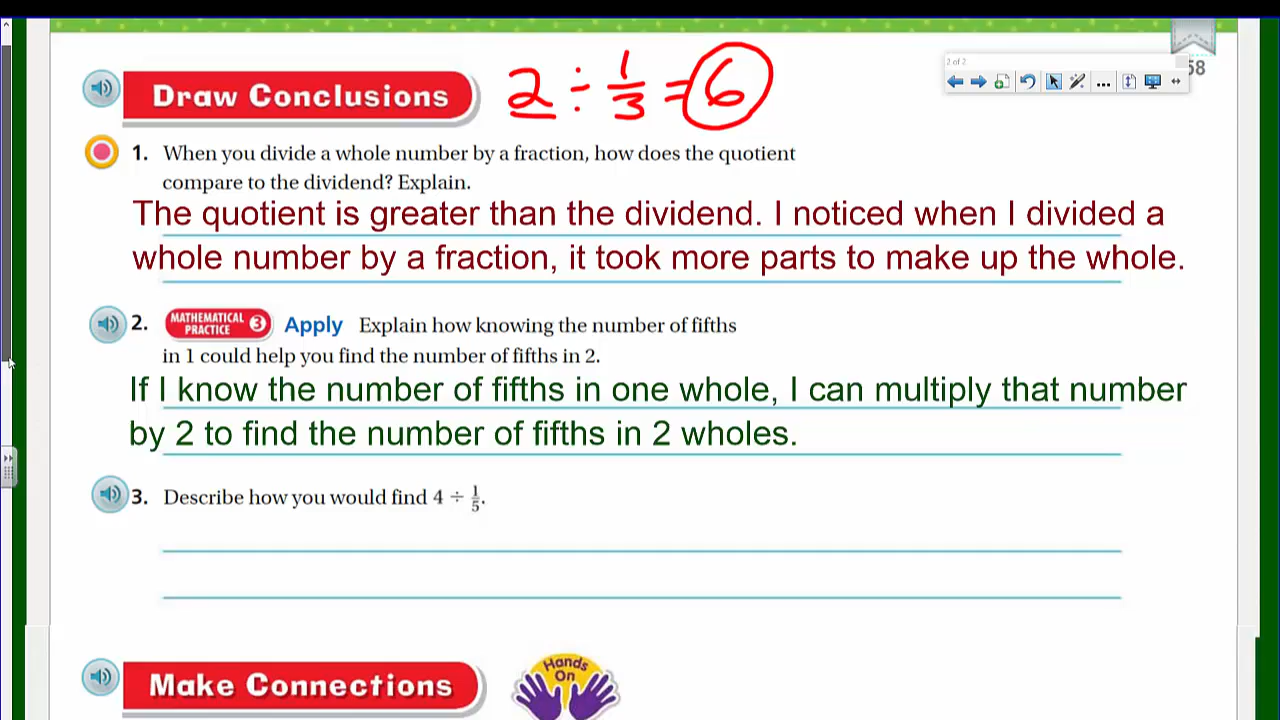 2 of 2
58
Draw Conclusions 2 ÷ 1/3 = 6
1. When you divide a whole number by a fraction, how does the quotient
compare to the dividend? Explain.
The quotient is greater than the dividend. I noticed when I divided a
whole number by a fraction, it took more parts to make up the whole.
2. MATHEMATICAL PRACTICE 3 Apply Explain how knowing the number of fifths
in 1 could help you find the number of fifths in 2.
If I know the number of fifths in one whole, I can multiply that number
by 2 to find the number of fifths in 2 wholes.
3. Describe how you would find 4 ÷ 1/5.
Make Connections
Hands
On